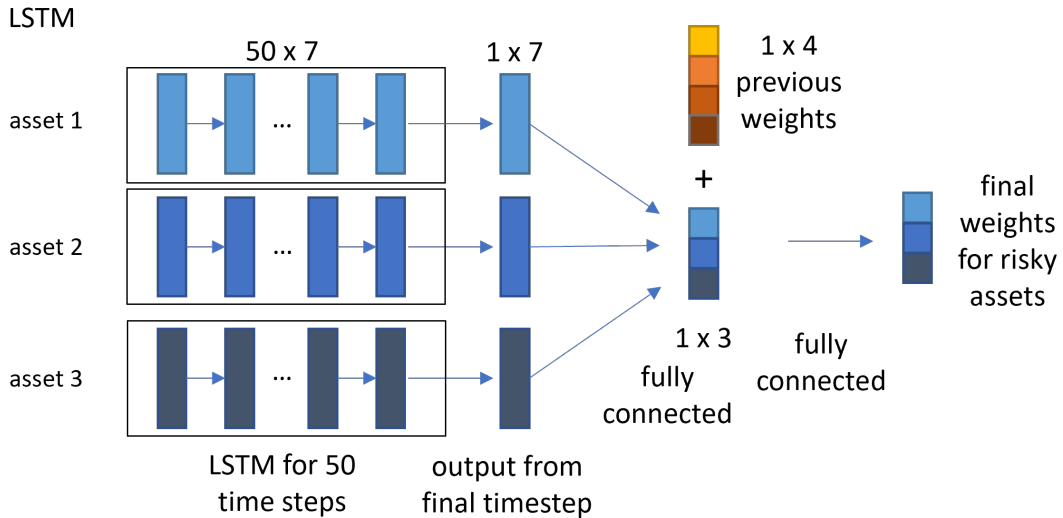 LSTM
50 x 7
1 x 7
1 x 4
previous
weights
asset 1
...
+
final
weights
for risky
assets
asset 2
...
asset 3
...
1 x 3
fully
connected
fully
connected
LSTM for 50
time steps
output from
final timestep